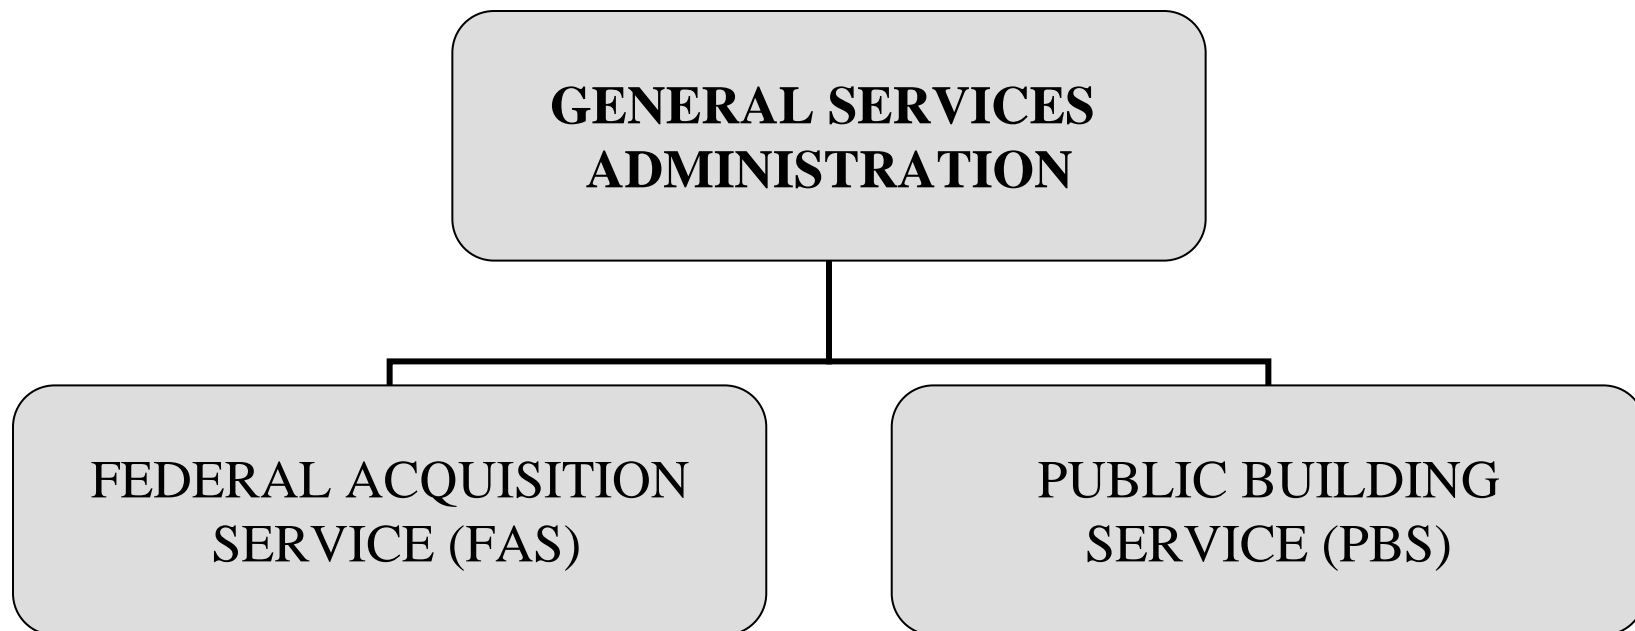 GENERAL SERVICES
ADMINISTRATION
FEDERAL ACQUISITION
SERVICE (FAS)
PUBLIC BUILDING
SERVICE (PBS)